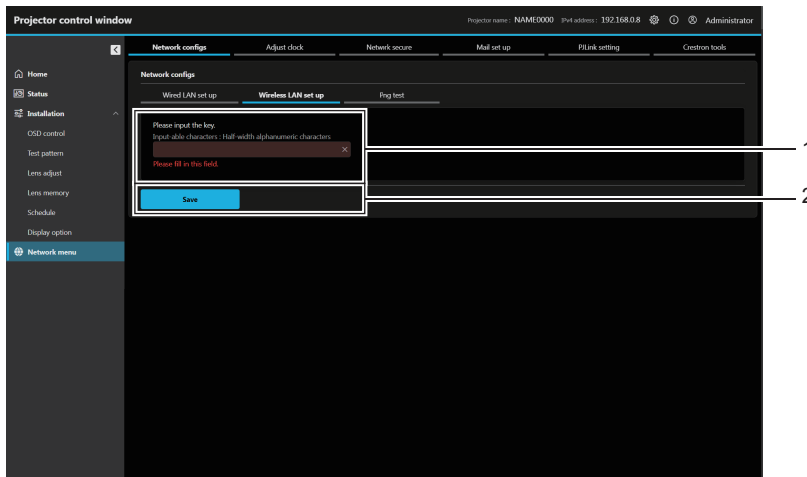 Projector control window
Projector name : NAME0000 IPv4 address : 192.168.0.8 Administrator
Network configs Adjust clock Network secure Mail set up PJLink setting Crestron tools
Home
Status
Installation
OSD control
Test pattern
Lens adjust
Lens memory
Schedule
Display option
Network menu
Network configs
Wired LAN set up Wireless LAN set up Png test
Please input the key.
Input-able characters : Half-width alphanumeric characters
Please fill in this field.
Save
1
2